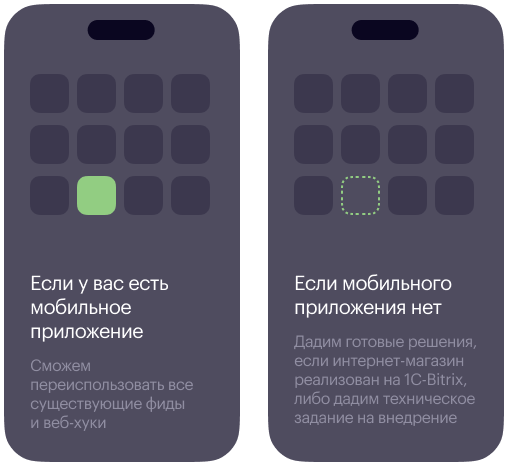 Если у вас есть
мобильное
приложение
Сможем
переиспользовать все
существующие фиды
и веб-хуки
Если мобильного
приложения нет
Дадим готовые решения,
если интернет-магазин
реализован на 1C-Bitrix,
либо дадим техническое
задание на внедрение